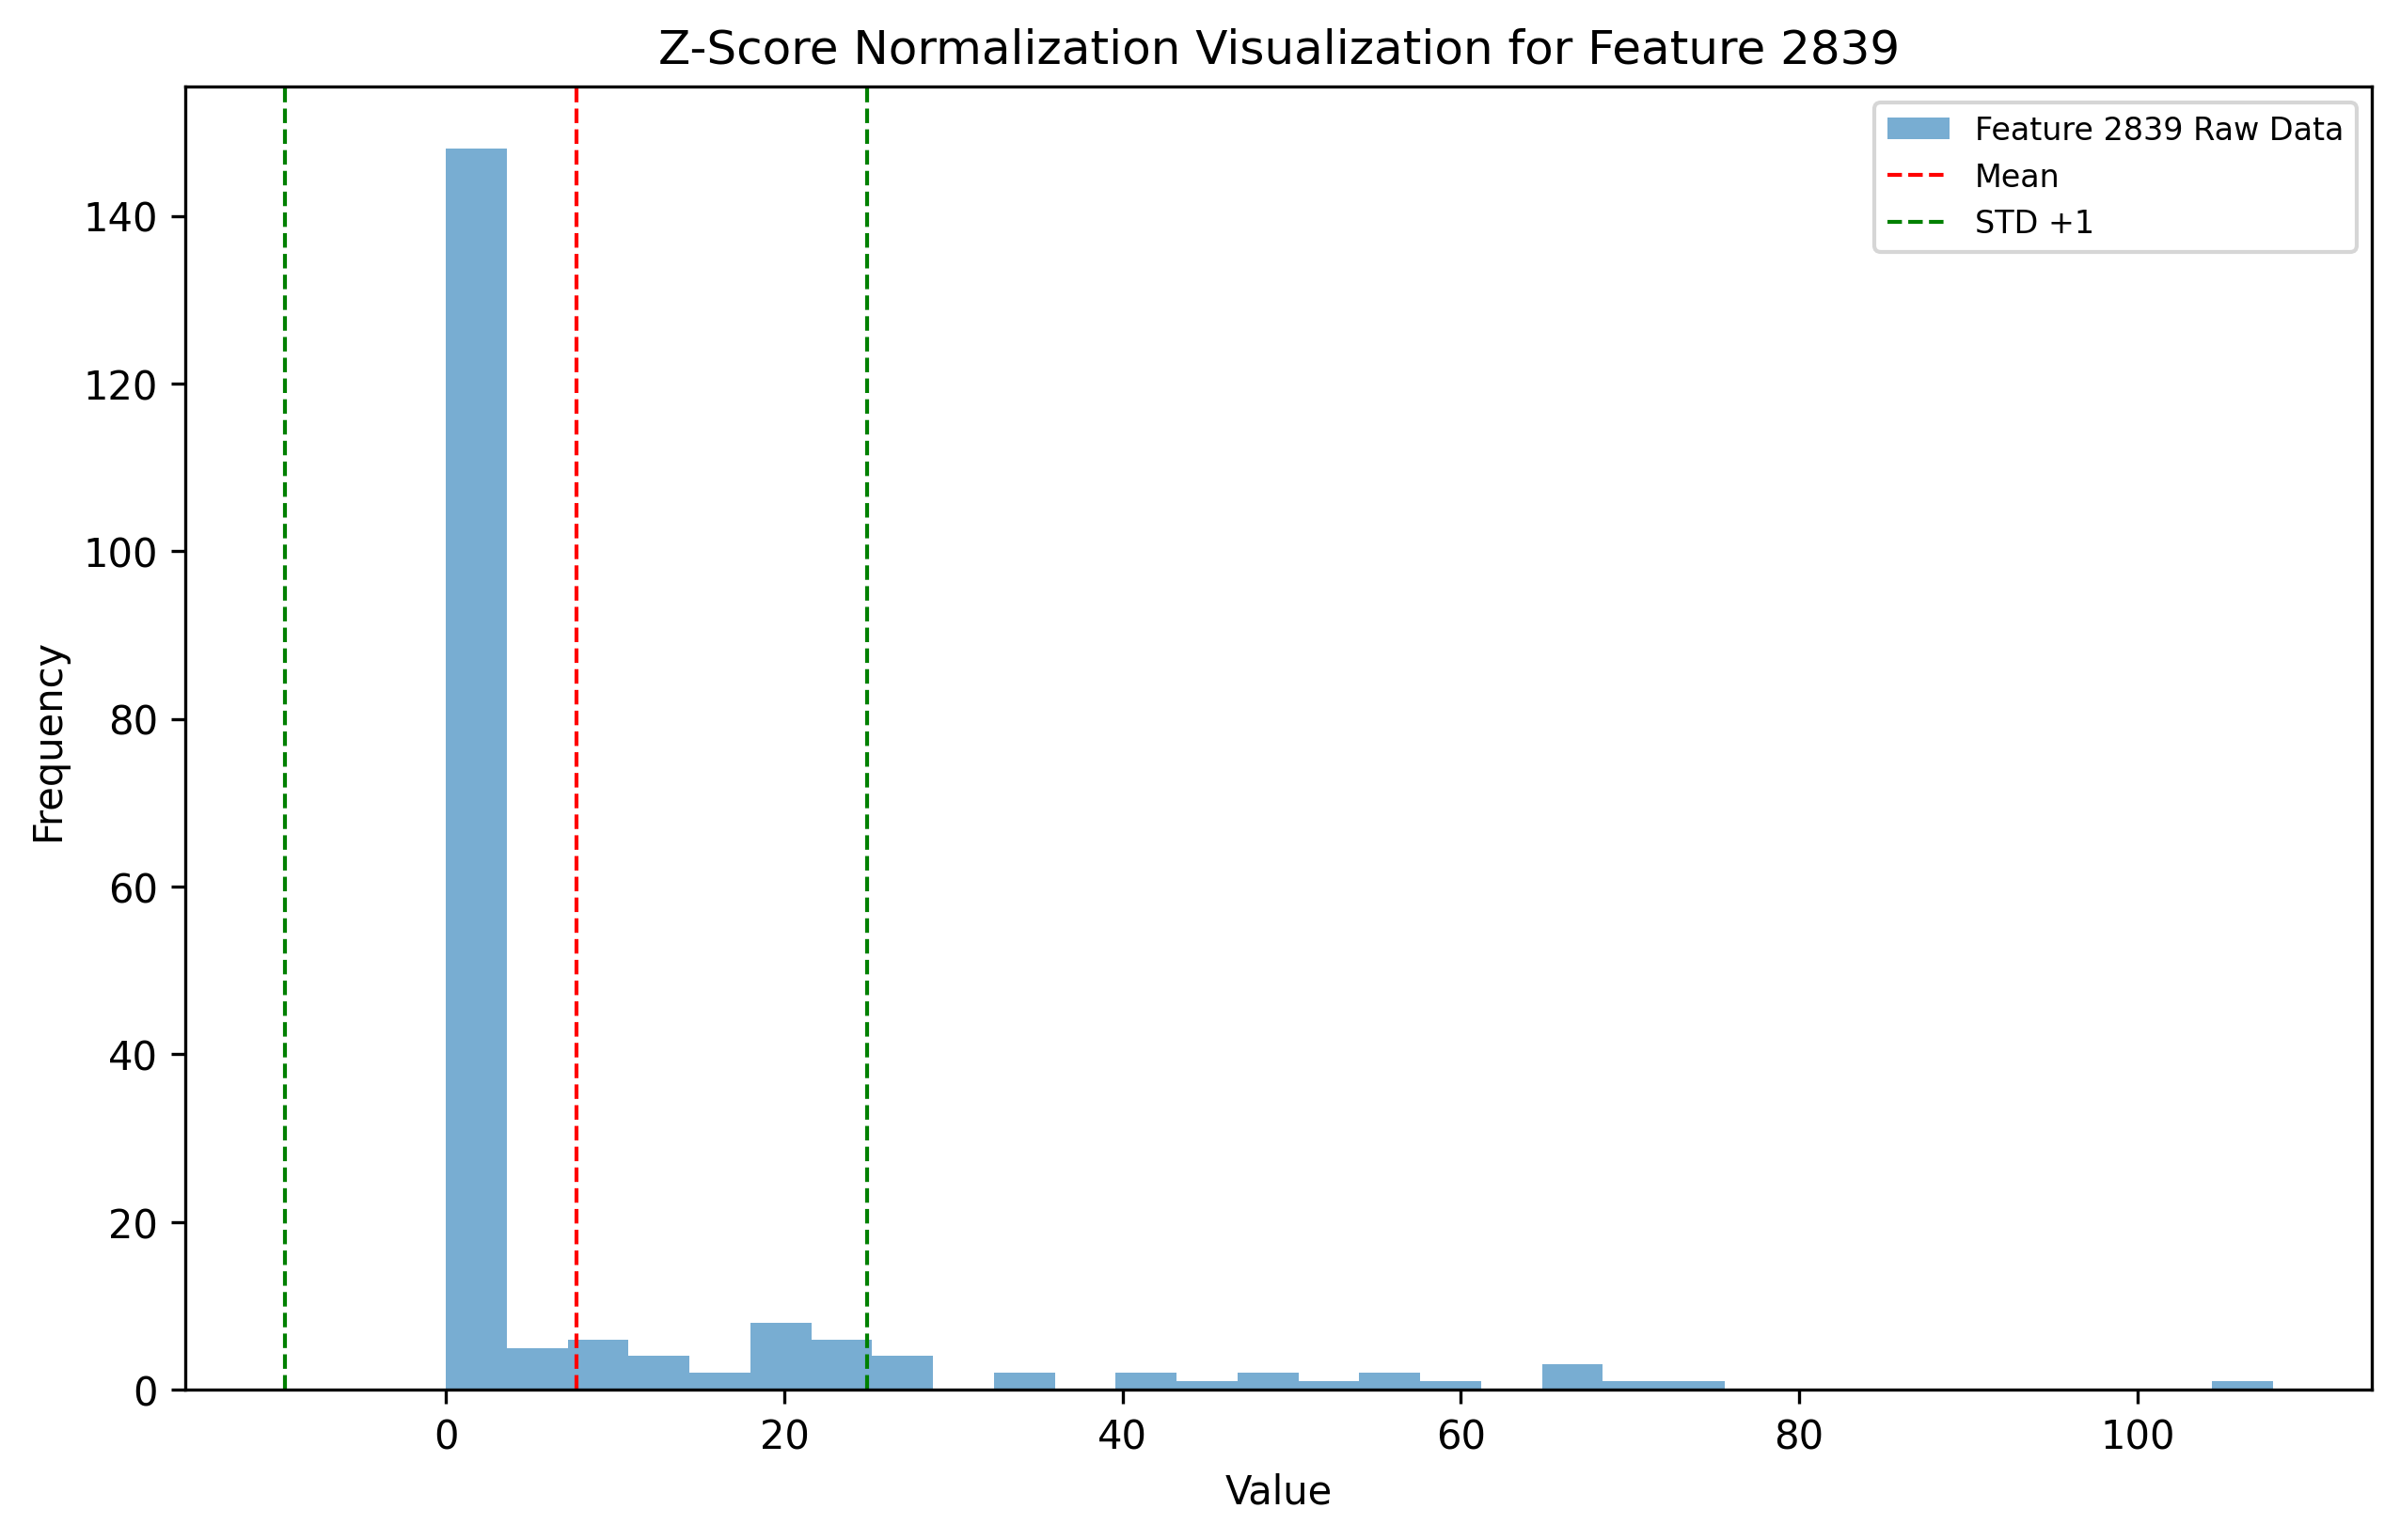 Z-Score Normalization Visualization for Feature 2839
Feature 2839 Raw Data
Mean
STD +1
140
120
100
80
60
40
20
0
Frequency
0 20 40 60 80 100
Value